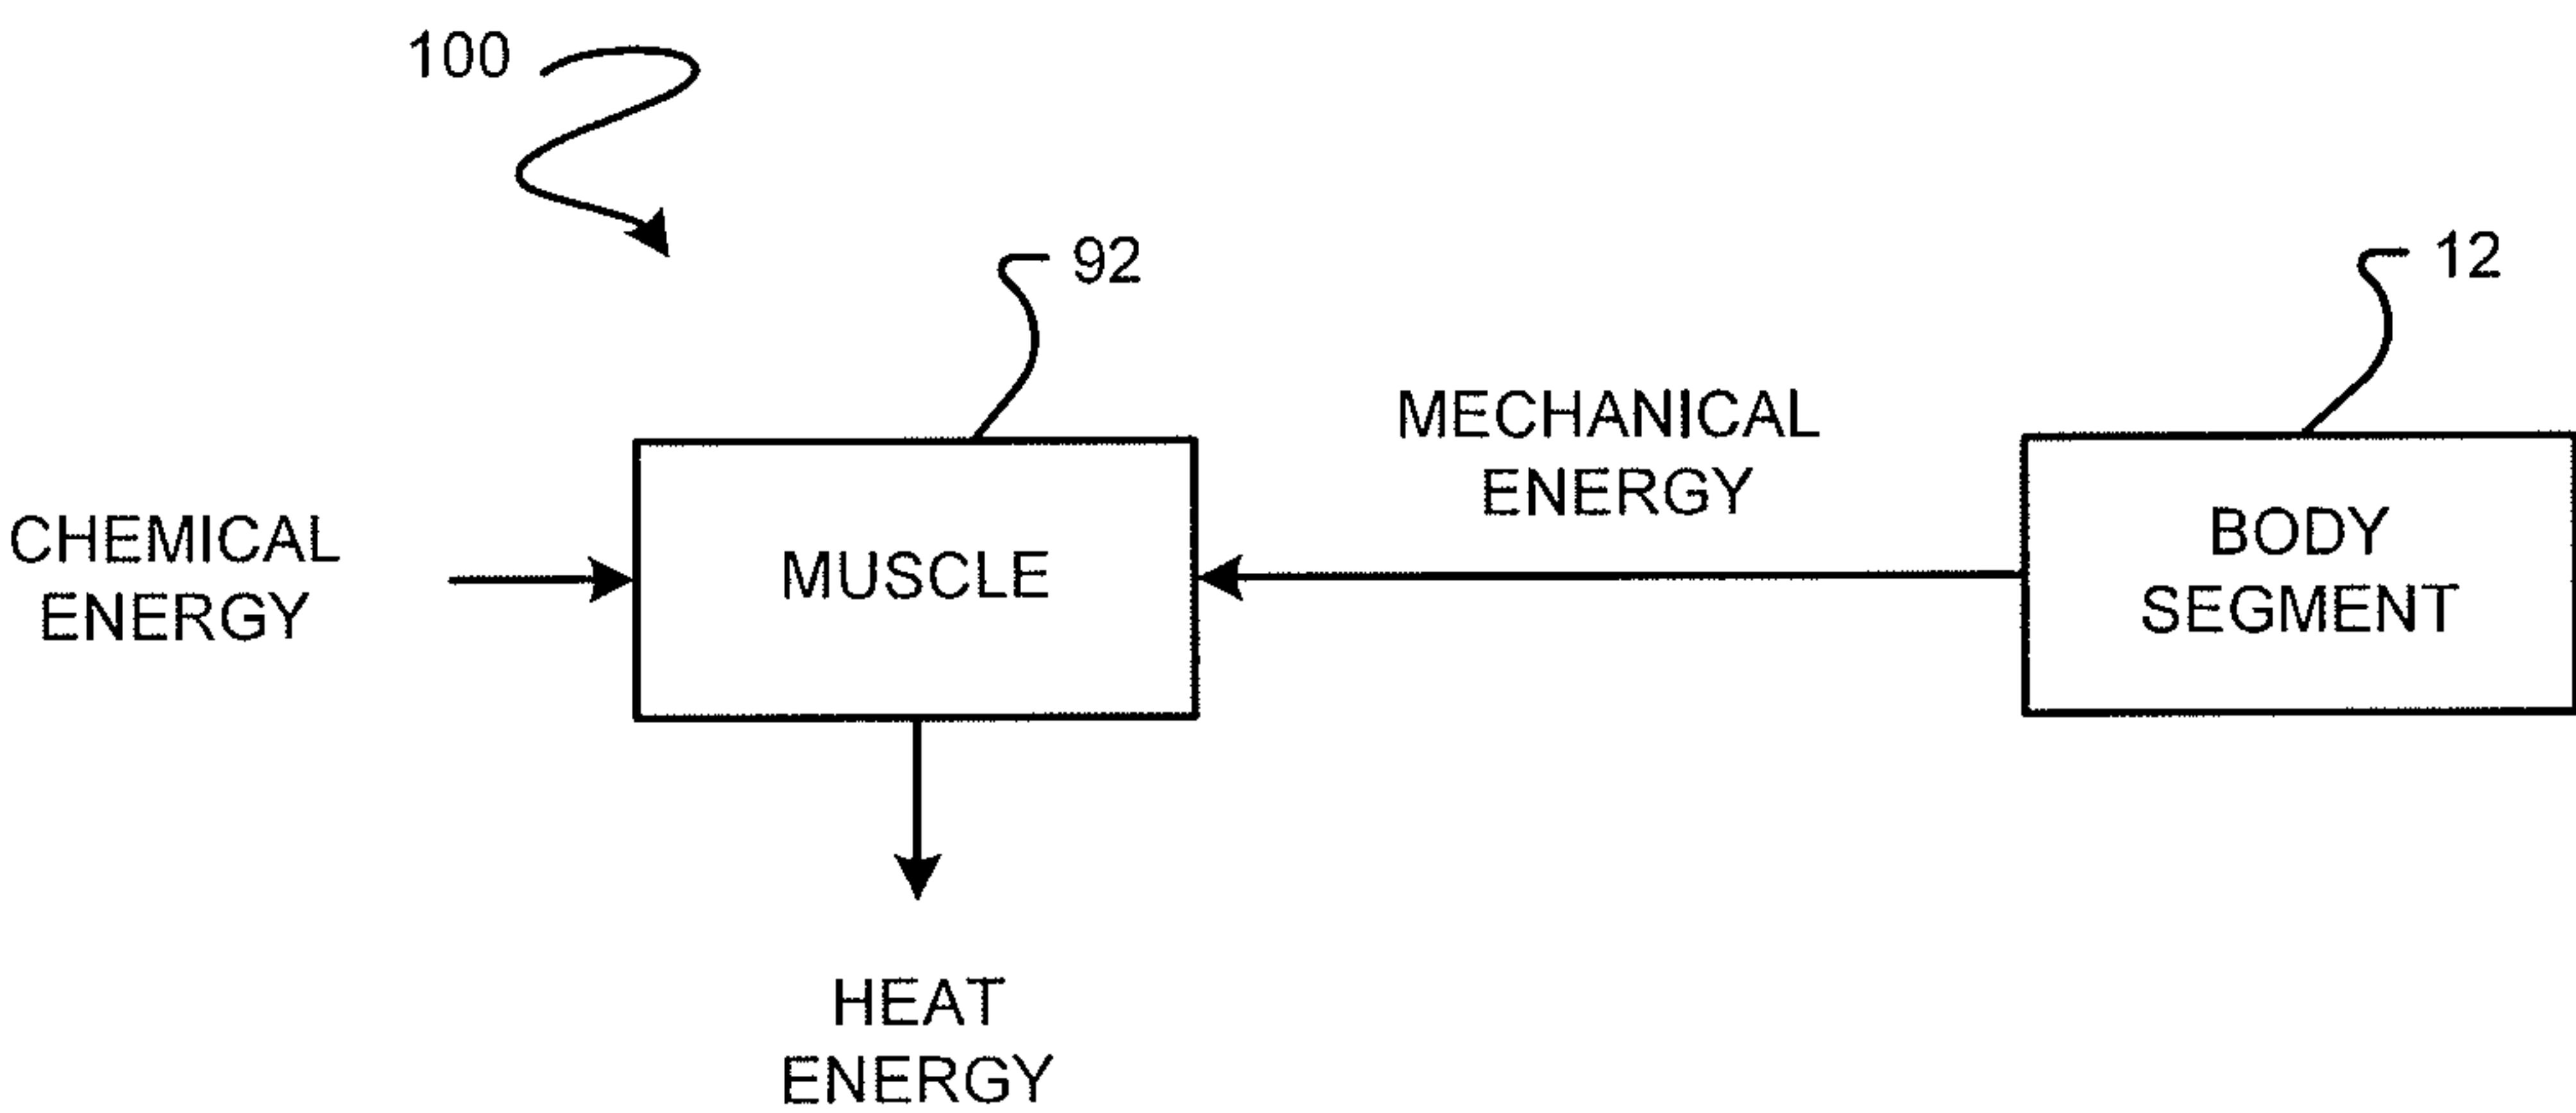 100
92
12
MECHANICAL
ENERGY
CHEMICAL
ENERGY
MUSCLE
BODY
SEGMENT
HEAT
ENERGY